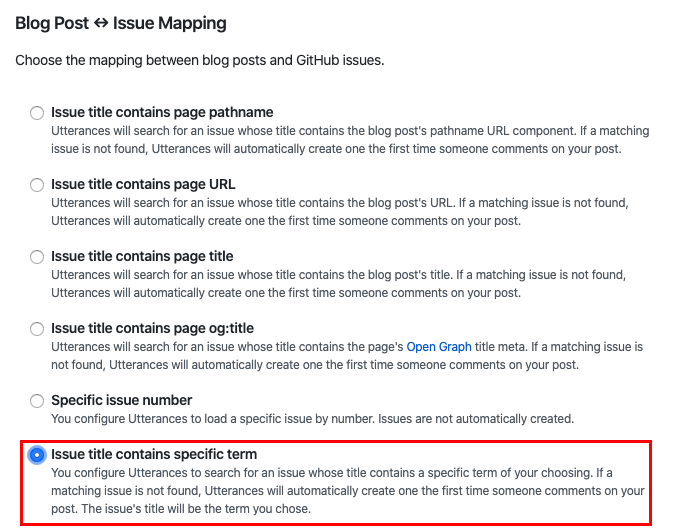 Blog Post ↔ Issue Mapping
Choose the mapping between blog posts and GitHub issues.
Issue title contains page pathname
Utterances will search for an issue whose title contains the blog post's pathname URL component. If a matching
issue is not found, Utterances will automatically create one the first time someone comments on your post.
Issue title contains page URL
Utterances will search for an issue whose title contains the blog post's URL. If a matching issue is not found,
Utterances will automatically create one the first time someone comments on your post.
Issue title contains page title
Utterances will search for an issue whose title contains the blog post's title. If a matching issue is not found,
Utterances will automatically create one the first time someone comments on your post.
Issue title contains page og:title
Utterances will search for an issue whose title contains the page's Open Graph title meta. If a matching issue is
not found, Utterances will automatically create one the first time someone comments on your post.
Specific issue number
You configure Utterances to load a specific issue by number. Issues are not automatically created.
Issue title contains specific term
You configure Utterances to search for an issue whose title contains a specific term of your choosing. If a
matching issue is not found, Utterances will automatically create one the first time someone comments on your
post. The issue's title will be the term you chose.